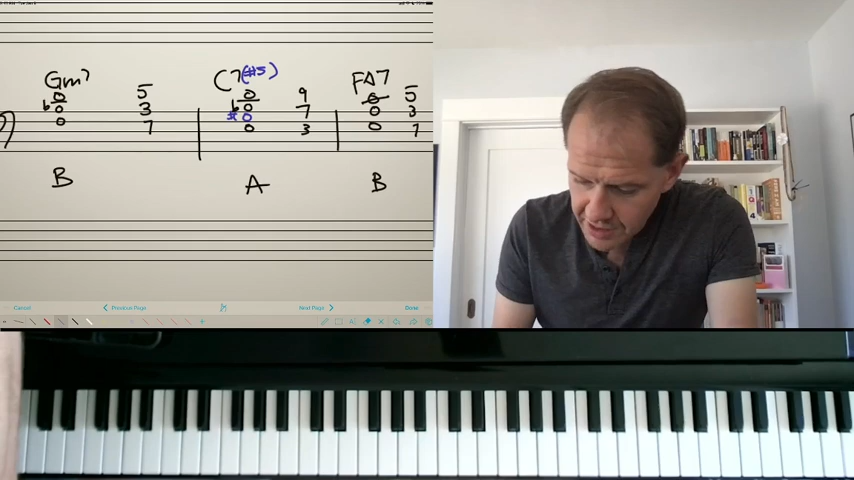 Gm7 C7(#5) FΔ7
5 9 5
3 7 3
7 3 7
B A B
Cancel Previous Page Next Page Done